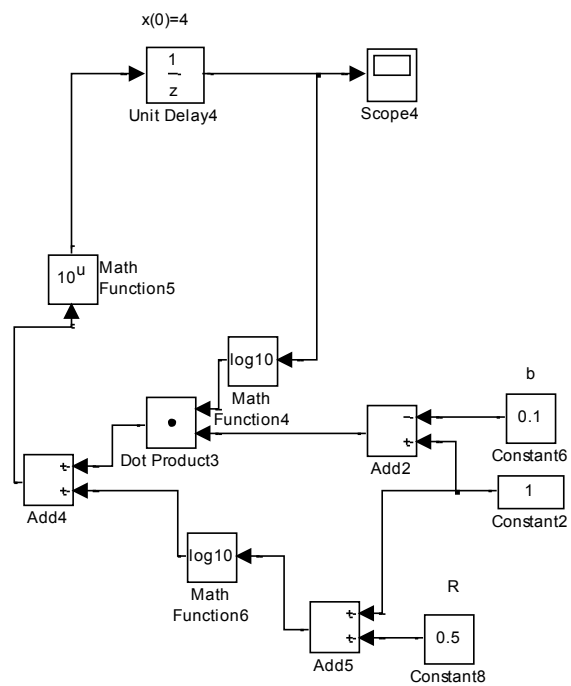 x(0)=4
1
z
Unit Delay4
Scope4
10u
Math
Function5
log10
Math
Function4
b
- 0.1
+
Constant6
Dot Product3
Add2
+
+
Add4
1
Constant2
log10
Math
Function6
R
+
+ 0.5
Add5
Constant8